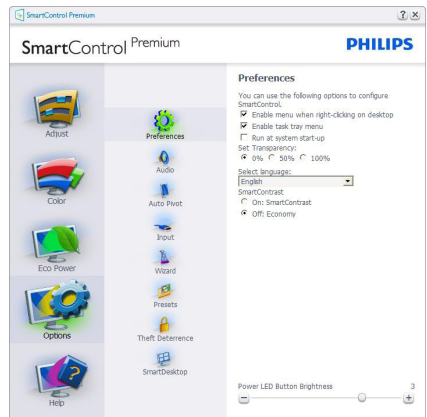 SmartControl Premium
SmartControl Premium
PHILIPS
Adjust
Color
Eco Power
Options
Help
Preferences
Audio
Auto Pivot
Input
Wizard
Presets
Theft Deterrence
SmartDesktop
Preferences
You can use the following options to configure
SmartControl.
Enable menu when right-clicking on desktop
Enable task tray menu
Run at system start-up
Set Transparency:
0% 50% 100%
Select language:
English
SmartContrast
On: SmartContrast
Off: Economy
Power LED Button Brightness 3